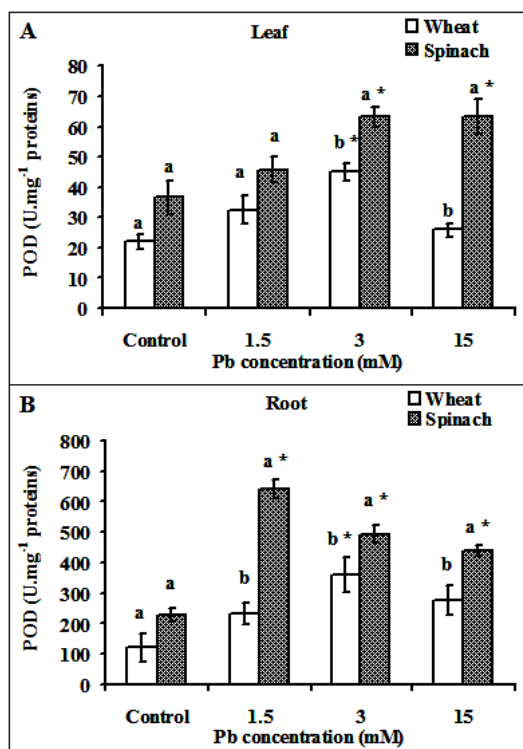 A
Leaf
Wheat
Spinach
POD (U.mg⁻¹ proteins)
80
70
60
50
40
30
20
10
0
a a
a a
b * a *
b a *
Control 1.5 3 15
Pb concentration (mM)
B
Root
Wheat
Spinach
POD (U.mg⁻¹ proteins)
800
700
600
500
400
300
200
100
0
a a
b a *
b * a *
b a *
Control 1.5 3 15
Pb concentration (mM)